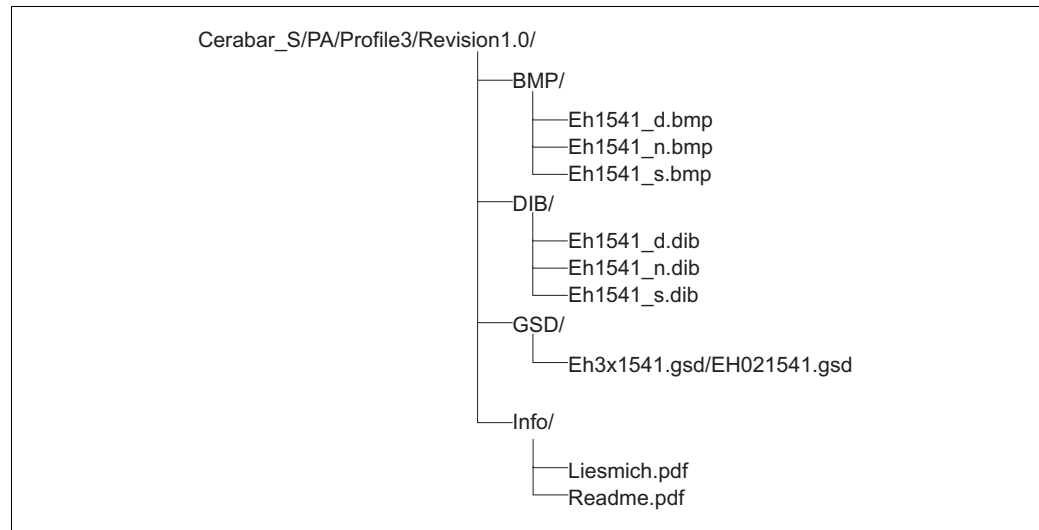 Cerabar_S/PA/Profile3/Revision1.0/
BMP/
Eh1541_d.bmp
Eh1541_n.bmp
Eh1541_s.bmp
DIB/
Eh1541_d.dib
Eh1541_n.dib
Eh1541_s.dib
GSD/
Eh3x1541.gsd/EH021541.gsd
Info/
Liesmich.pdf
Readme.pdf